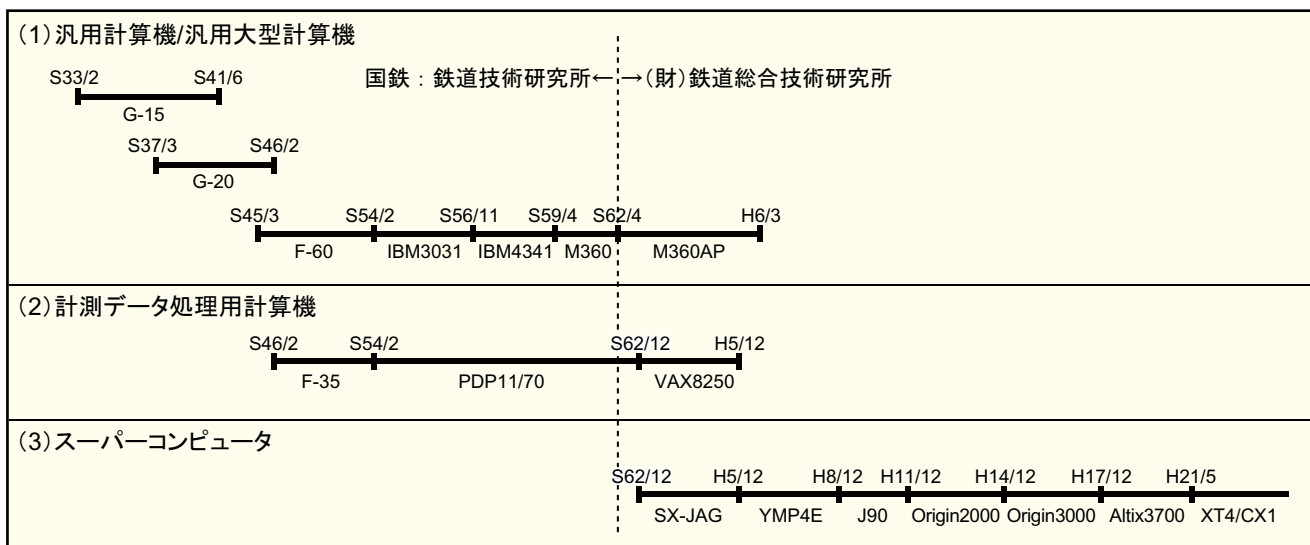 (1)汎用計算機/汎用大型計算機
S33/2 S41/6 国鉄：鉄道技術研究所←→(財)鉄道総合技術研究所
G-15
S37/3 S46/2
G-20
S45/3 S54/2 S56/11 S59/4 S62/4 H6/3
F-60 IBM3031 IBM4341 M360 M360AP
(2)計測データ処理用計算機
S46/2 S54/2 S62/12 H5/12
F-35 PDP11/70 VAX8250
(3)スーパーコンピュータ
S62/12 H5/12 H8/12 H11/12 H14/12 H17/12 H21/5
SX-JAG YMP4E J90 Origin2000 Origin3000 Altix3700 XT4/CX1